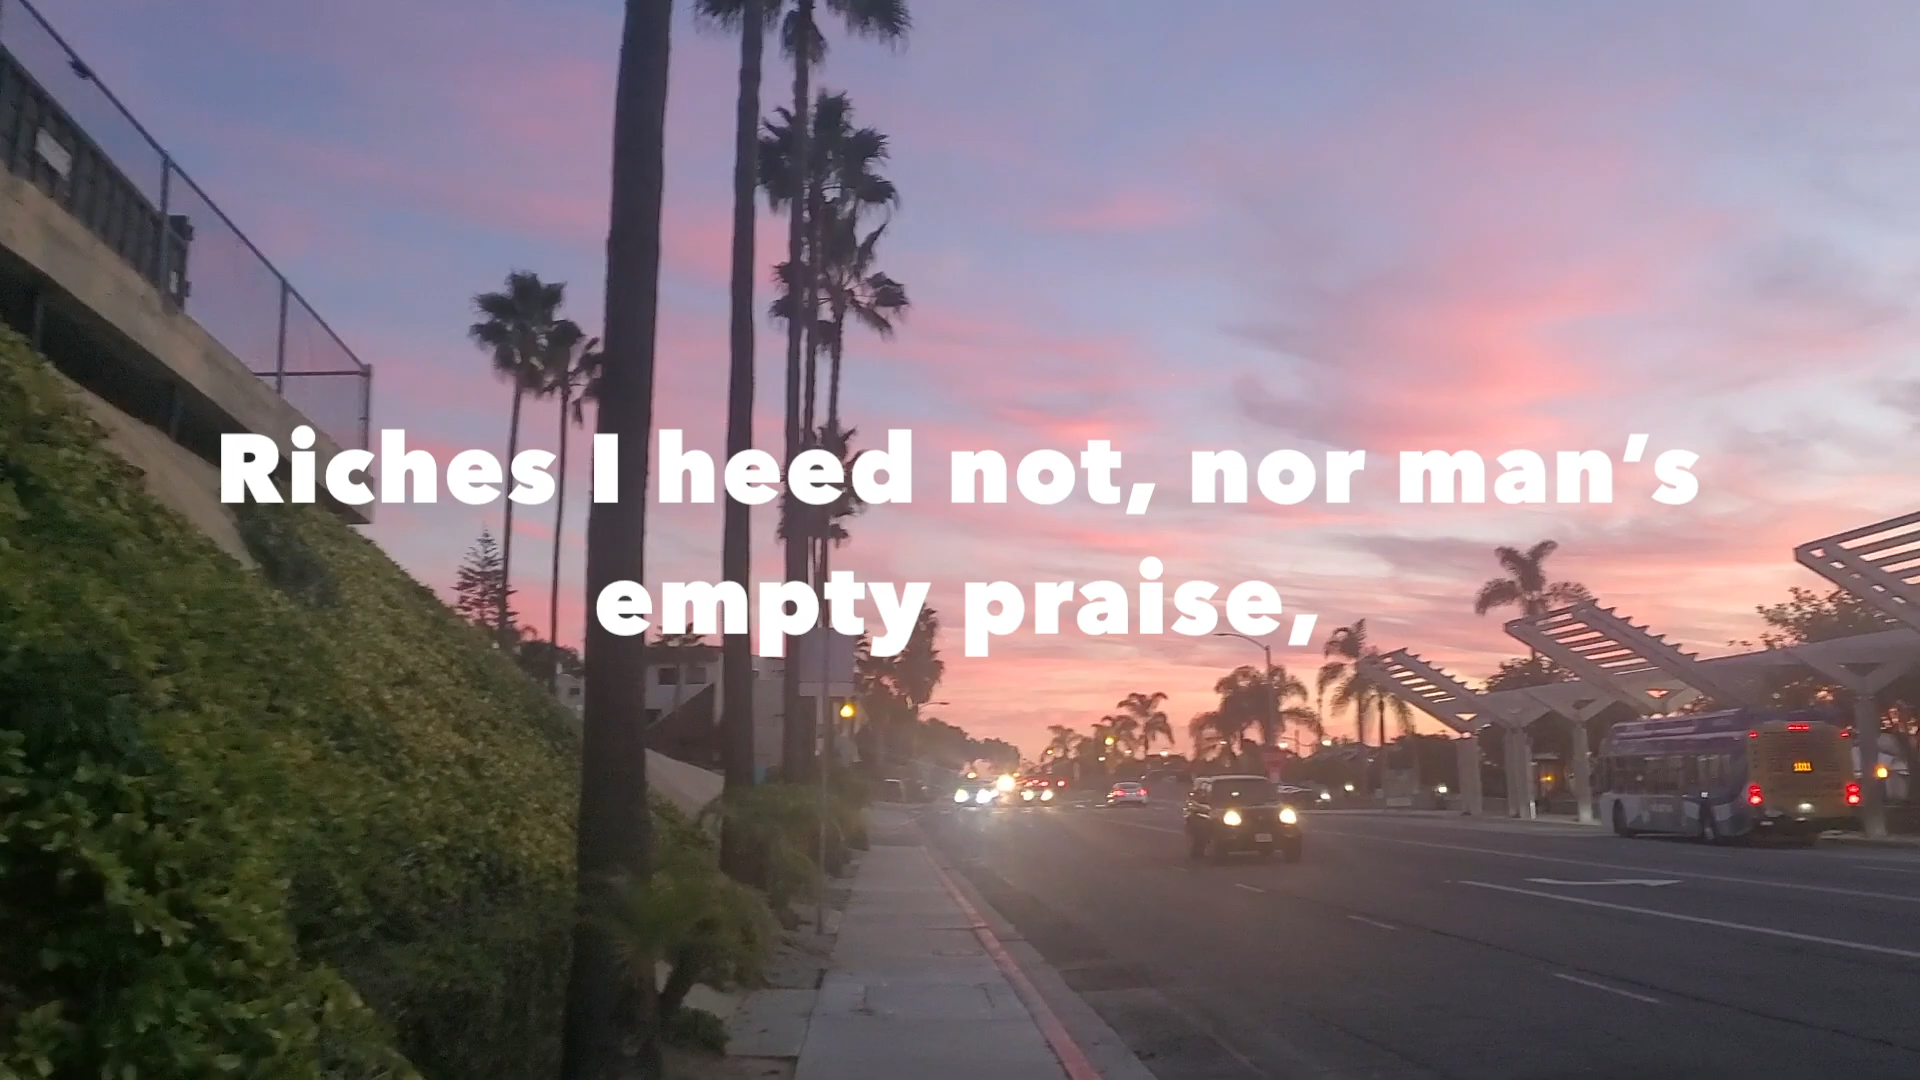 Riches I heed not, nor man’s
empty praise,